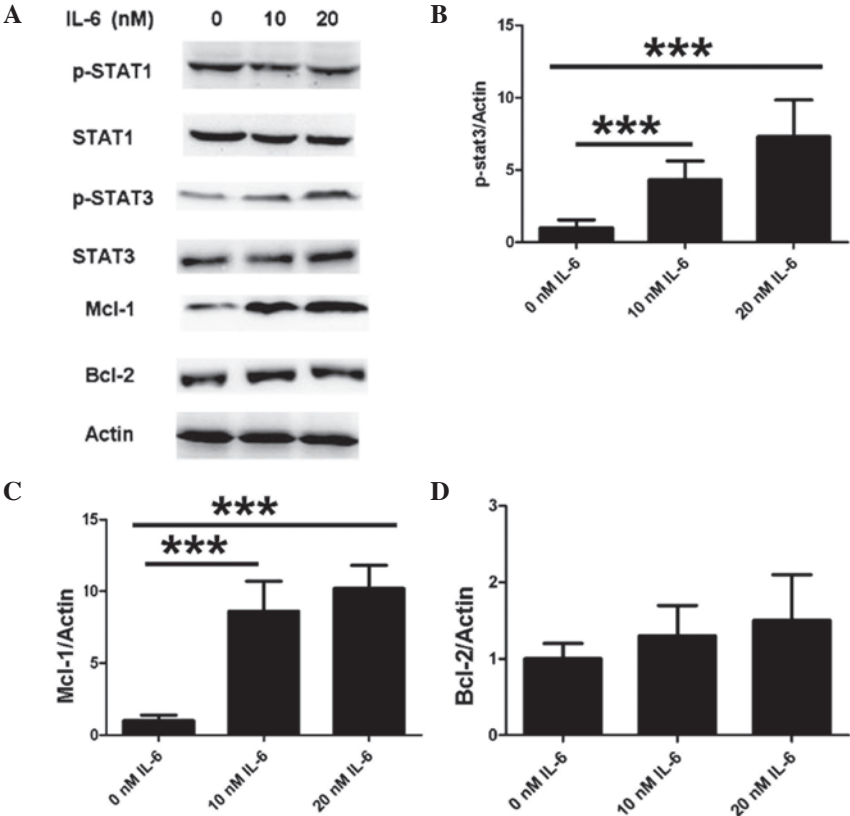 A
IL-6 (nM) 0 10 20
p-STAT1
STAT1
p-STAT3
STAT3
Mcl-1
Bcl-2
Actin
B
p-stat3/Actin
15
10
5
0
***
***
0 nM IL-6
10 nM IL-6
20 nM IL-6
C
Mcl-1/Actin
15
10
5
0
***
***
0 nM IL-6
10 nM IL-6
20 nM IL-6
D
Bcl-2/Actin
3
2
1
0
0 nM IL-6
10 nM IL-6
20 nM IL-6